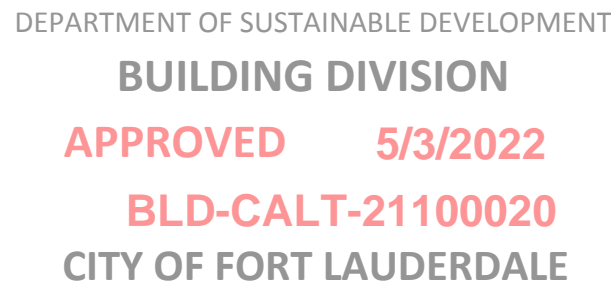 DEPARTMENT OF SUSTAINABLE DEVELOPMENT
BUILDING DIVISION
APPROVED 5/3/2022
BLD-CALT-21100020
CITY OF FORT LAUDERDALE